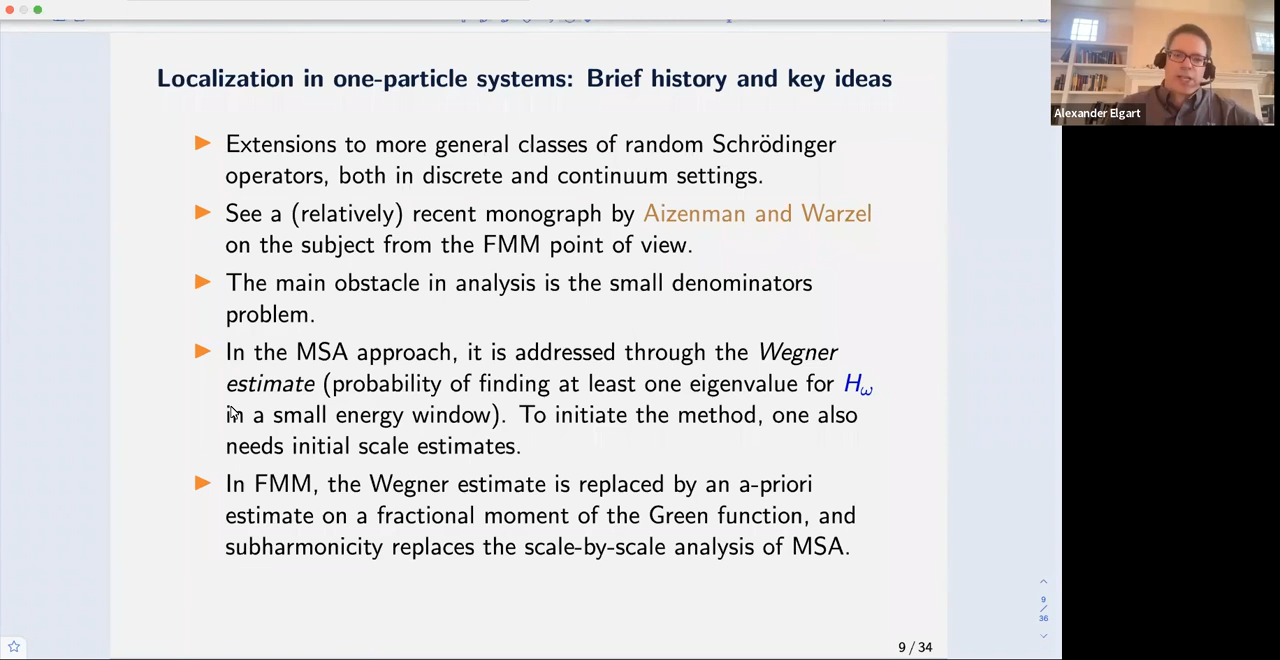 Localization in one-particle systems: Brief history and key ideas
Alexander Elgart
Extensions to more general classes of random Schrödinger
operators, both in discrete and continuum settings.
See a (relatively) recent monograph by Aizenman and Warzel
on the subject from the FMM point of view.
The main obstacle in analysis is the small denominators
problem.
In the MSA approach, it is addressed through the Wegner
estimate (probability of finding at least one eigenvalue for Hω
in a small energy window). To initiate the method, one also
needs initial scale estimates.
In FMM, the Wegner estimate is replaced by an a-priori
estimate on a fractional moment of the Green function, and
subharmonicity replaces the scale-by-scale analysis of MSA.
9
/
36
9 / 34